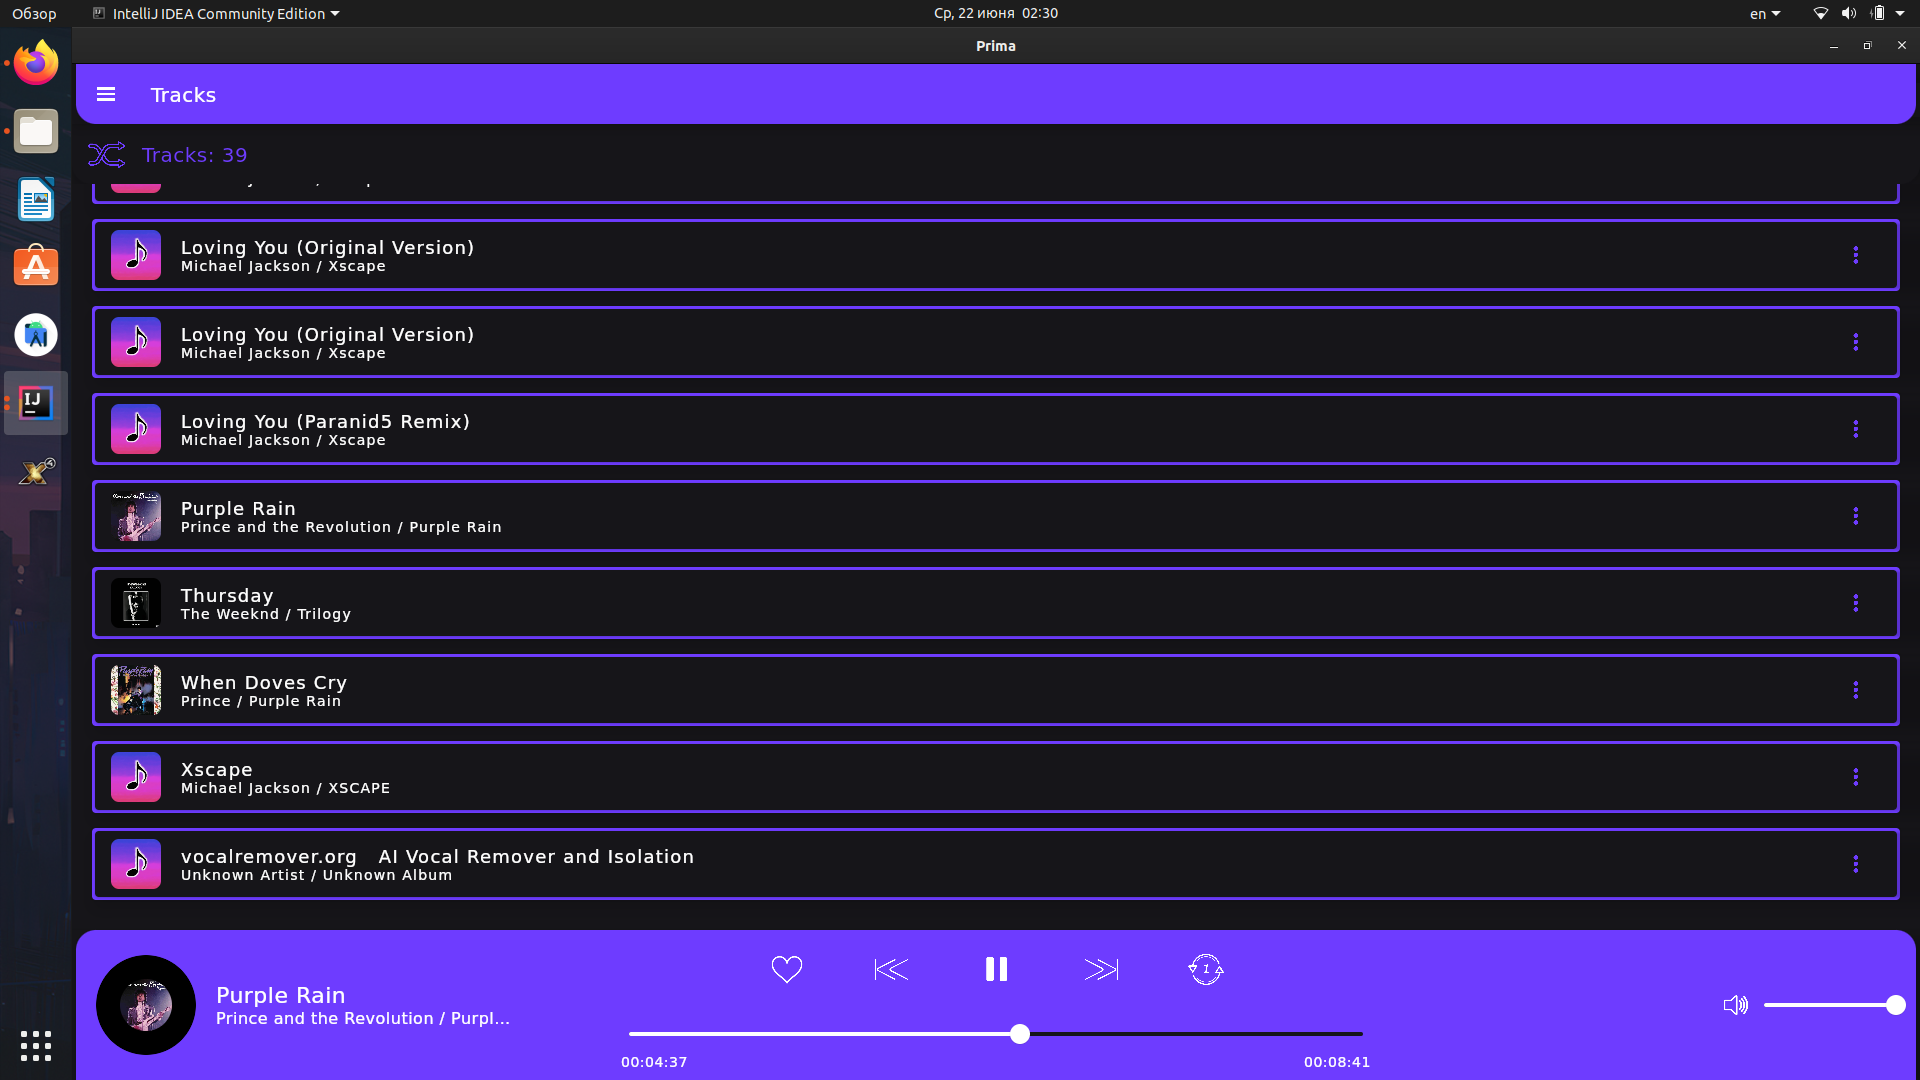 Обзор
IntelliJ IDEA Community Edition
Ср, 22 июня 02:30
en
Prima
Tracks
Tracks: 39
Loving You (Original Version)
Michael Jackson / Xscape
Loving You (Original Version)
Michael Jackson / Xscape
Loving You (Paranid5 Remix)
Michael Jackson / Xscape
Purple Rain
Prince and the Revolution / Purple Rain
Thursday
The Weeknd / Trilogy
When Doves Cry
Prince / Purple Rain
Xscape
Michael Jackson / XSCAPE
vocalremover.org AI Vocal Remover and Isolation
Unknown Artist / Unknown Album
Purple Rain
Prince and the Revolution / Purpl...
1
00:04:37
00:08:41
IJ